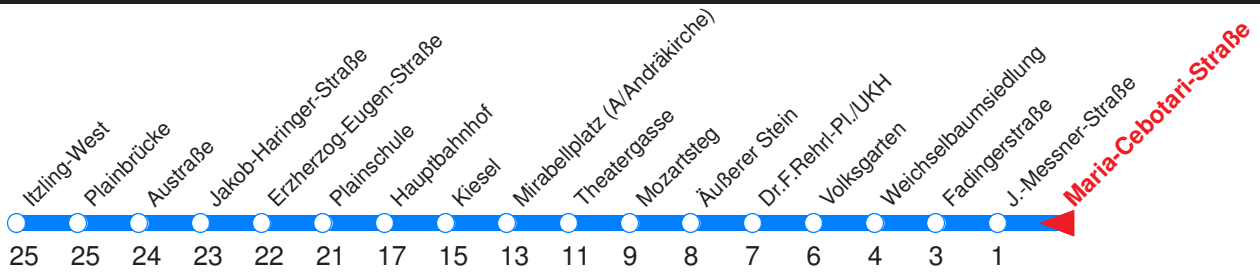 Itzling-West
Plainbrücke
Austraße
Jakob-Haringer-Straße
Erzherzog-Eugen-Straße
Plainschule
Hauptbahnhof
Kiesel
Mirabellplatz (A/Andräkirche)
Theatergasse
Mozartsteg
Äußerer Stein
Dr.F.Rehrl-Pl./UKH
Volksgarten
Weichselbaumsiedlung
Fadingerstraße
J.-Messner-Straße
Maria-Cebotari-Straße
25 25 24 23 22 21 17 15 13 11 9 8 7 6 4 3 1